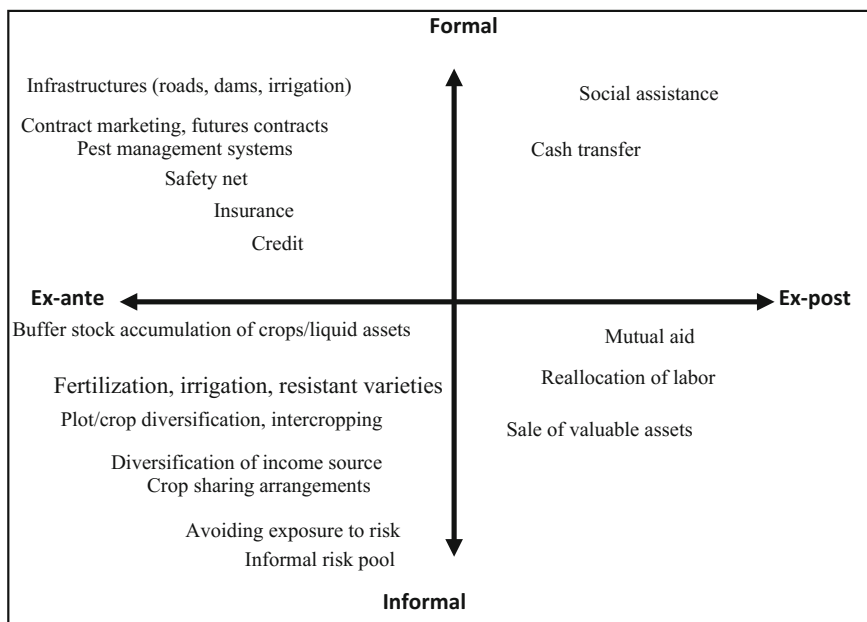 Formal
Infrastructures (roads, dams, irrigation)
Social assistance
Contract marketing, futures contracts
Pest management systems
Cash transfer
Safety net
Insurance
Credit
Ex-ante
Ex-post
Buffer stock accumulation of crops/liquid assets
Mutual aid
Fertilization, irrigation, resistant varieties
Reallocation of labor
Plot/crop diversification, intercropping
Sale of valuable assets
Diversification of income source
Crop sharing arrangements
Avoiding exposure to risk
Informal risk pool
Informal